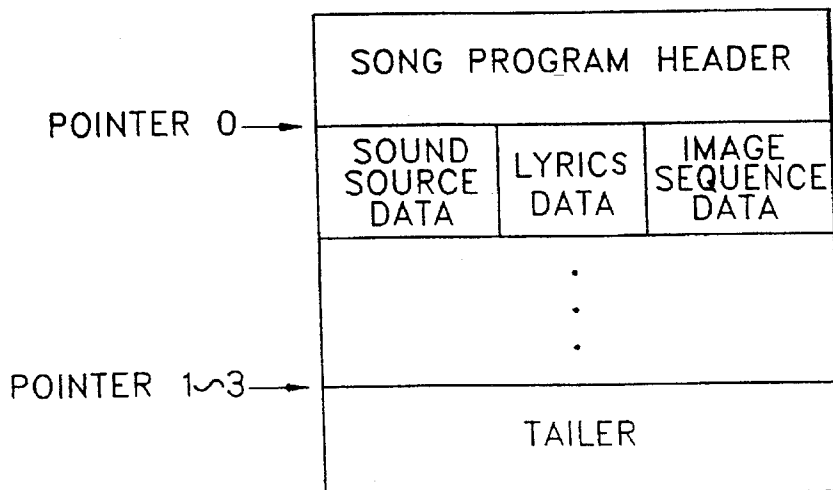 SONG PROGRAM HEADER
POINTER 0
SOUND
SOURCE
DATA
LYRICS
DATA
IMAGE
SEQUENCE
DATA
POINTER 1~3
TAILER